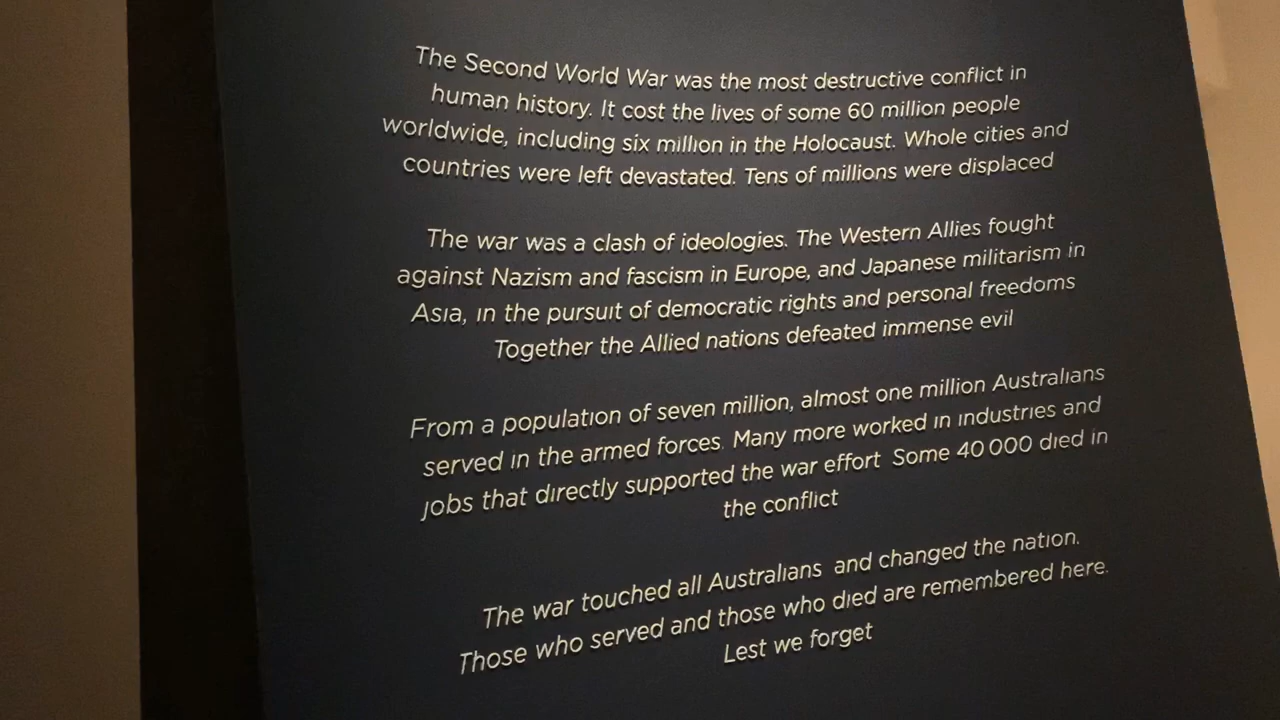 The Second World War was the most destructive conflict in
human history. It cost the lives of some 60 million people
worldwide, including six million in the Holocaust. Whole cities and
countries were left devastated. Tens of millions were displaced
The war was a clash of ideologies. The Western Allies fought
against Nazism and fascism in Europe, and Japanese militarism in
Asia, in the pursuit of democratic rights and personal freedoms
Together the Allied nations defeated immense evil
From a population of seven million, almost one million Australians
served in the armed forces. Many more worked in industries and
jobs that directly supported the war effort Some 40 000 died in
the conflict
The war touched all Australians and changed the nation.
Those who served and those who died are remembered here.
Lest we forget